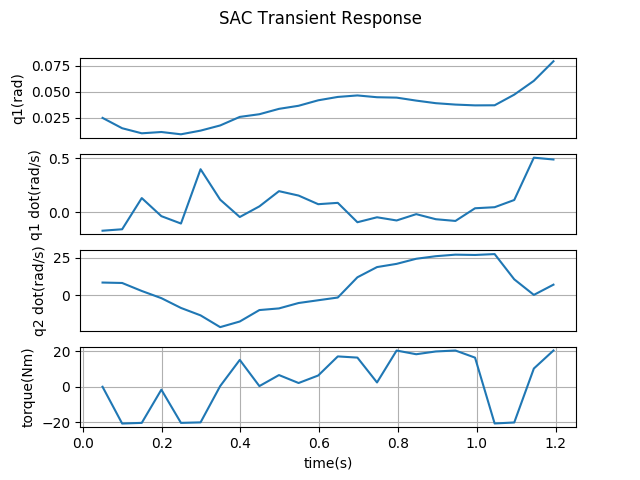 SAC Transient Response
q1(rad)
0.075
0.050
0.025
q1 dot(rad/s)
0.5
0.0
q2 dot(rad/s)
25
0
torque(Nm)
20
0
−20
0.0 0.2 0.4 0.6 0.8 1.0 1.2
time(s)